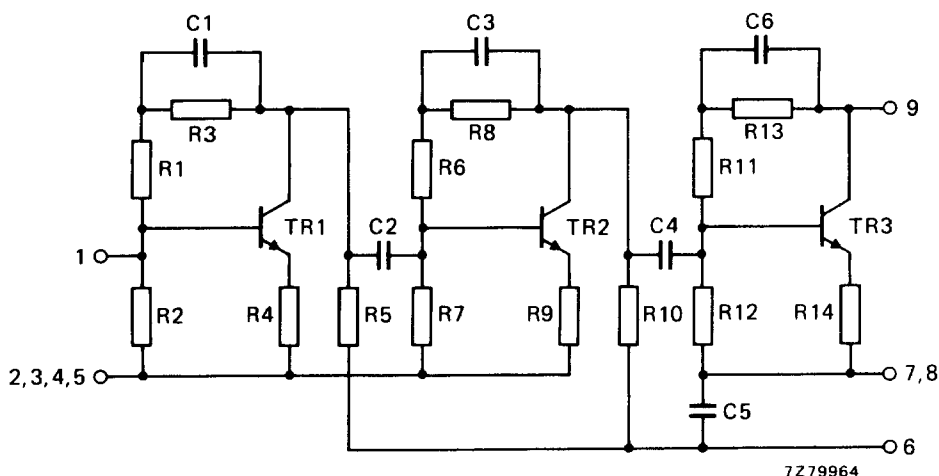 C1
C3
C6
R3
R8
R13
9
R1
R6
R11
TR1
C2
TR2
C4
TR3
1
R2
R4
R5
R7
R9
R10
R12
R14
2,3,4,5
7,8
C5
6
7Z79964